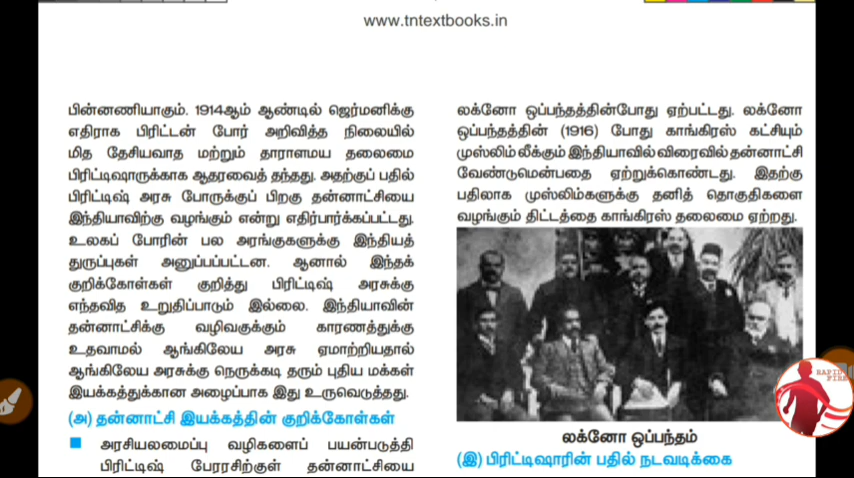 www.tntextbooks.in
பின்னணியாகும். 1914ஆம் ஆண்டில் ஜெர்மனிக்கு
எதிராக பிரிட்டன் போர் அறிவித்த நிலையில்
மித தேசியவாத மற்றும் தாராளமய தலைமை
பிரிட்டிஷாருக்காக ஆதரவைத் தந்தது. அதற்குப் பதில்
பிரிட்டிஷ் அரசு போருக்குப் பிறகு தன்னாட்சியை
இந்தியாவிற்கு வழங்கும் என்று எதிர்பார்க்கப்பட்டது.
உலகப் போரின் பல அரங்குகளுக்கு இந்தியத்
துருப்புகள் அனுப்பப்பட்டன. ஆனால் இந்தக்
குறிக்கோள்கள் குறித்து பிரிட்டிஷ் அரசுக்கு
எந்தவித உறுதிப்பாடும் இல்லை. இந்தியாவின்
தன்னாட்சிக்கு வழிவகுக்கும் காரணத்துக்கு
உதவாமல் ஆங்கிலேய அரசு ஏமாற்றியதால்
ஆங்கிலேய அரசுக்கு நெருக்கடி தரும் புதிய மக்கள்
இயக்கத்துக்கான அழைப்பாக இது உருவெடுத்தது.
(அ) தன்னாட்சி இயக்கத்தின் குறிக்கோள்கள்
அரசியலமைப்பு வழிகளைப் பயன்படுத்தி
பிரிட்டிஷ் பேரரசிற்குள் தன்னாட்சியை
லக்னோ ஒப்பந்தத்தின்போது ஏற்பட்டது. லக்னோ
ஒப்பந்தத்தின் (1916) போது காங்கிரஸ் கட்சியும்
முஸ்லிம் லீக்கும் இந்தியாவில் விரைவில் தன்னாட்சி
வேண்டுமென்பதை ஏற்றுக்கொண்டது. இதற்கு
பதிலாக முஸ்லிம்களுக்கு தனித் தொகுதிகளை
வழங்கும் திட்டத்தை காங்கிரஸ் தலைமை ஏற்றது.
லக்னோ ஒப்பந்தம்
(இ) பிரிட்டிஷாரின் பதில் நடவடிக்கை
RAPID
FIRE